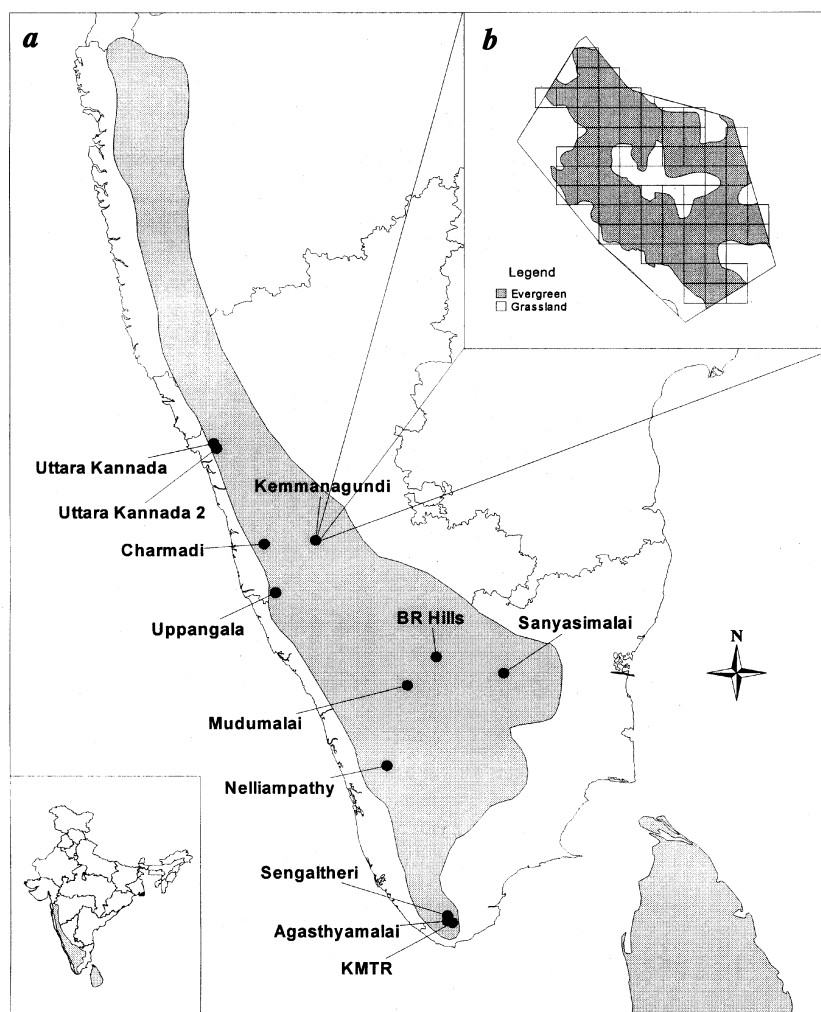 a
b
Legend
Evergreen
Grassland
Uttara Kannada
Kemmanagundi
Uttara Kannada 2
Charmadi
Uppangala
BR Hills
Sanyasimalai
N
Mudumalai
Nelliampathy
Sengaltheri
Agasthyamalai
KMTR